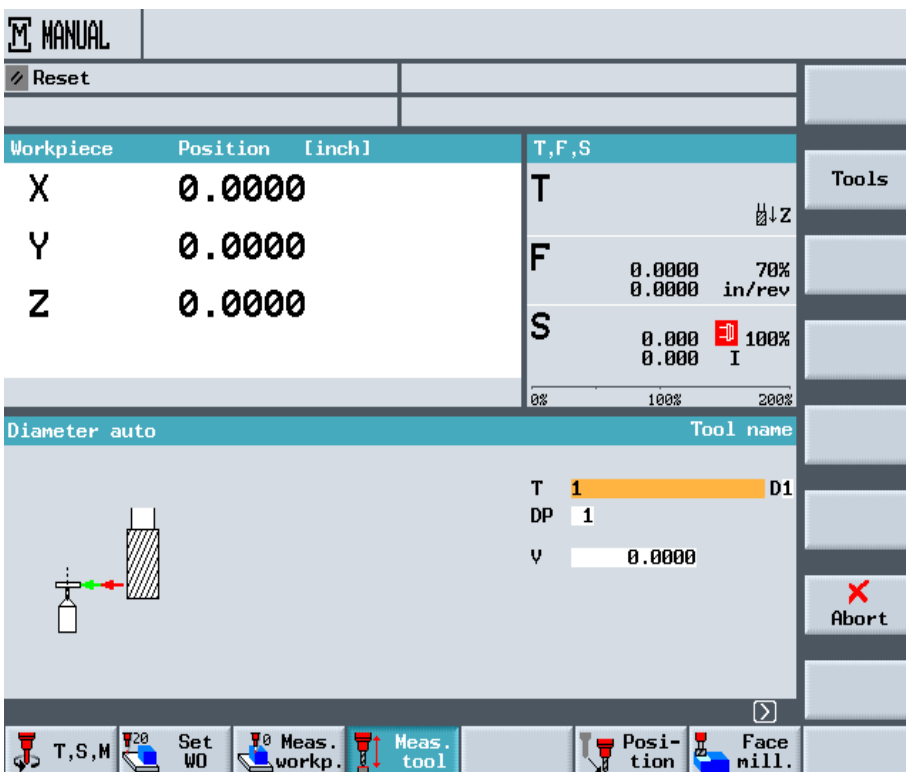 M MANUAL
Reset
Workpiece Position [inch]
X 0.0000
Y 0.0000
Z 0.0000
T,F,S
T
Z
F 0.0000 70%
0.0000 in/rev
S 0.000 100%
0.000 I
0% 100% 200%
Tools
Diameter auto Tool name
T 1 D1
DP 1
V 0.0000
Abort
T,S,M
20 Set
WO
0 Meas.
workp.
Meas.
tool
Posi-
tion
Face
mill.